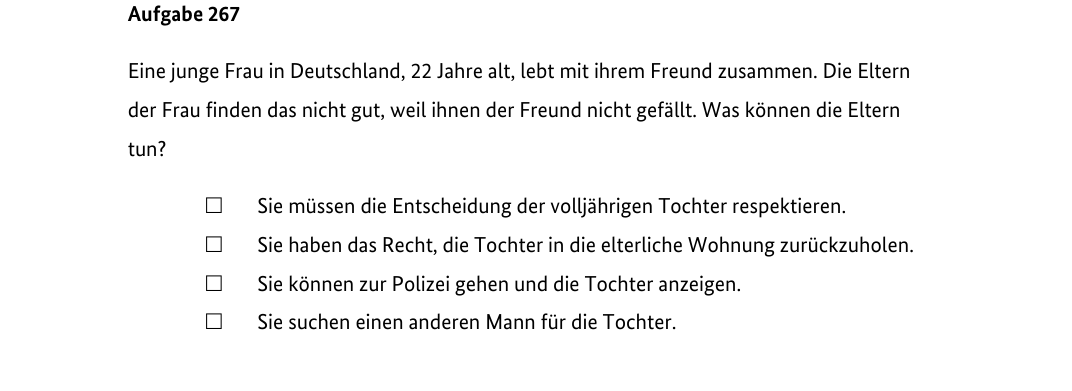 Aufgabe 267
Eine junge Frau in Deutschland, 22 Jahre alt, lebt mit ihrem Freund zusammen. Die Eltern
der Frau finden das nicht gut, weil ihnen der Freund nicht gefällt. Was können die Eltern
tun?
☐ Sie müssen die Entscheidung der volljährigen Tochter respektieren.
☐ Sie haben das Recht, die Tochter in die elterliche Wohnung zurückzuholen.
☐ Sie können zur Polizei gehen und die Tochter anzeigen.
☐ Sie suchen einen anderen Mann für die Tochter.